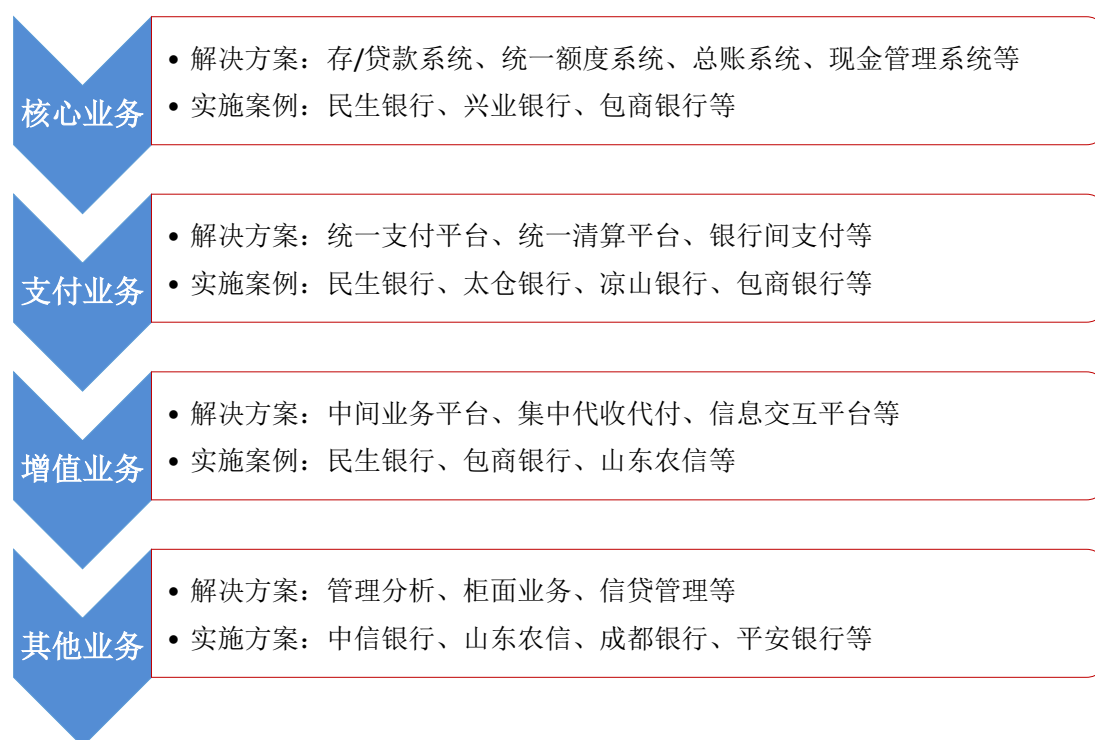 核心业务
• 解决方案：存/贷款系统、统一额度系统、总账系统、现金管理系统等
• 实施案例：民生银行、兴业银行、包商银行等
支付业务
• 解决方案：统一支付平台、统一清算平台、银行间支付等
• 实施案例：民生银行、太仓银行、凉山银行、包商银行等
增值业务
• 解决方案：中间业务平台、集中代收代付、信息交互平台等
• 实施案例：民生银行、包商银行、山东农信等
其他业务
• 解决方案：管理分析、柜面业务、信贷管理等
• 实施方案：中信银行、山东农信、成都银行、平安银行等